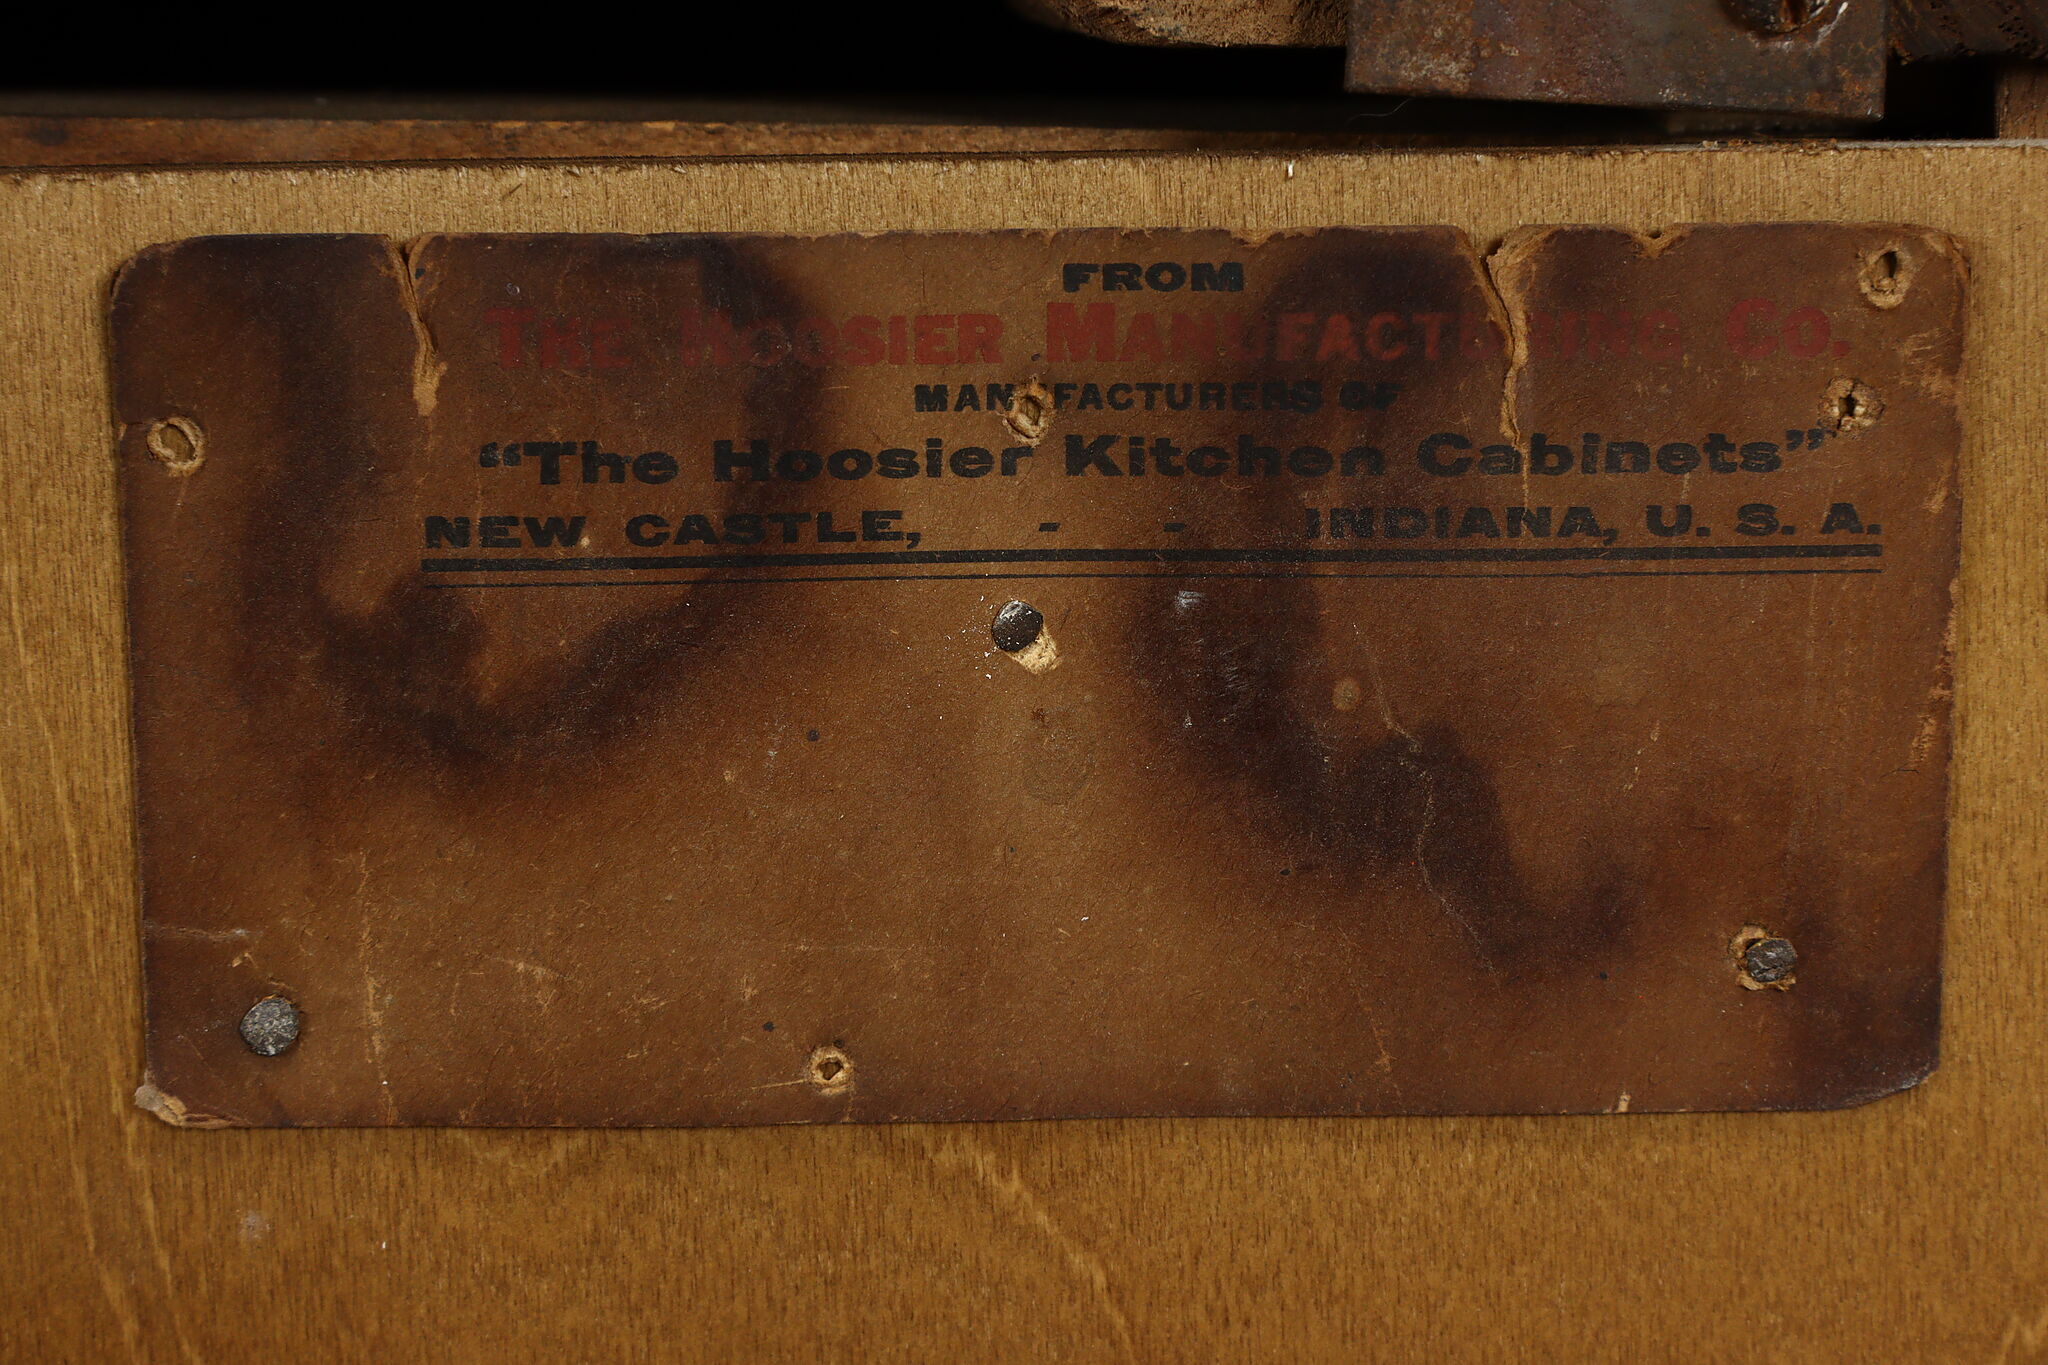 FROM
THE HOOSIER MANUFACTURING CO.
MANUFACTURERS OF
“The Hoosier Kitchen Cabinets”
NEW CASTLE, - - INDIANA, U. S. A.